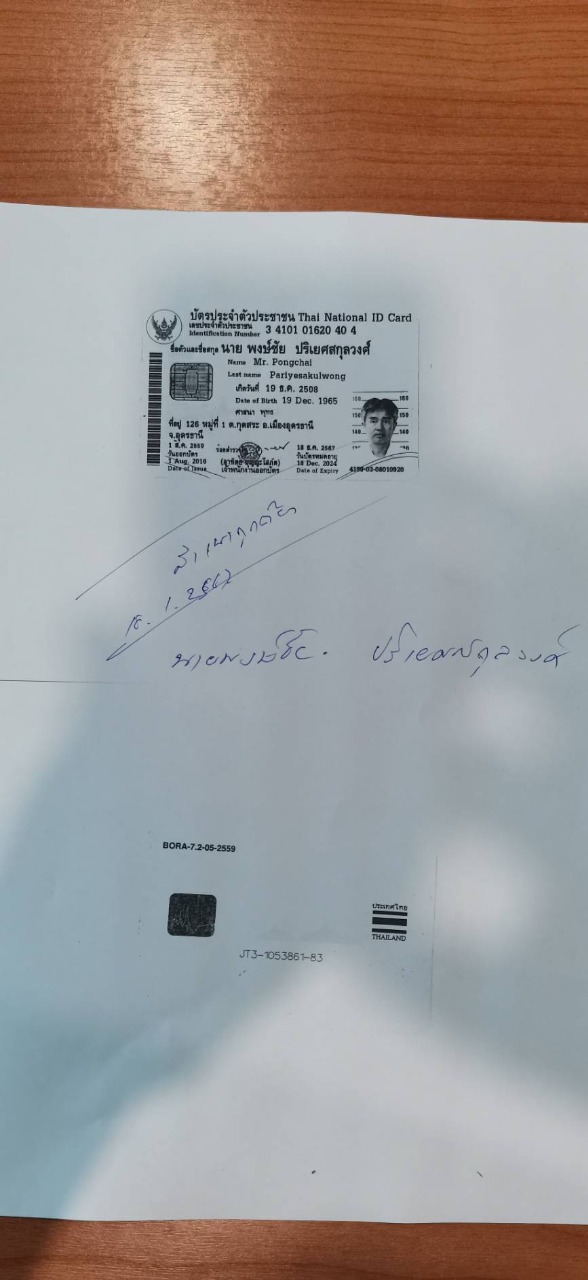 บัตรประจำตัวประชาชน Thai National ID Card
เลขประจำตัวประชาชน
Identification Number 3 4101 01620 40 4
ชื่อตัวและชื่อสกุล นาย พงษ์ชัย ปริเยศสกุลวงศ์
Name Mr. Pongchai
Last name Pariyesakulwong
เกิดวันที่ 19 ธ.ค. 2508
Date of Birth 19 Dec. 1965
ศาสนา พุทธ
ที่อยู่ 126 หมู่ที่ 1 ต.กุดสระ อ.เมืองอุดรธานี
จ.อุดรธานี
1 ส.ค. 2559
วันออกบัตร
1 Aug. 2016
Date of Issue
เจ้าพนักงานออกบัตร
18 ธ.ค. 2567
วันบัตรหมดอายุ
18 Dec. 2024
Date of Expiry
160 160
150 150
140 140
4199-03-08010920
สำเนาถูกต้อง
นายพงษ์ชัย ปริเยศสกุลวงศ์
BORA-7.2-05-2559
ประเทศไทย
THAILAND
JT3-1053861-83